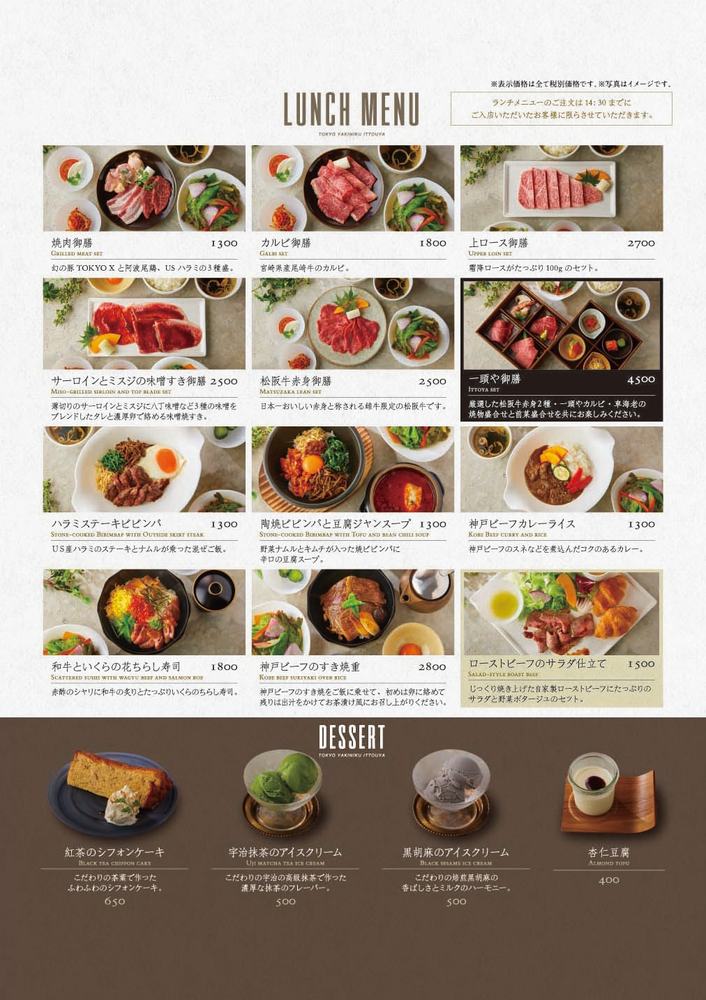 ※表示価格は全て税別価格です。※写真はイメージです。
LUNCH MENU
TOKYO YAKINIKU ITTOUYA
ランチメニューのご注文は14:30までに
ご入店いただいたお客様に限らさせていただきます。
焼肉御膳 1300
Grilled meat set
幻の豚 TOKYO X と阿波尾鶏、US ハラミの3種盛。
カルビ御膳 1800
Galbi set
宮崎県産尾崎牛のカルビ。
上ロース御膳 2700
Upper loin set
霜降ロースがたっぷり100gのセット。
サーロインとミスジの味噌すき御膳 2500
Miso-grilled sirloin and top blade set
薄切りのサーロインとミスジに八丁味噌など3種の味噌を
ブレンドしたタレと濃厚卵で絡める味噌焼すき。
松阪牛赤身御膳 2500
Matsuzaka lean set
日本一おいしい赤身と称される雌牛限定の松阪牛です。
一頭や御膳 4500
Ittoya set
厳選した松阪牛赤身2種・一頭やカルビ・車海老の
焼物盛合せと前菜盛合せを共にお楽しみください。
ハラミステーキビビンバ 1300
Stone-cooked Bibimbap with Outside skirt steak
US産ハラミのステーキとナムルが乗った混ぜご飯。
陶焼ビビンバと豆腐ジャンスープ 1300
Stone-cooked Bibimbap with Tofu and bean chili soup
野菜ナムルとキムチが入った焼ビビンバに
辛口の豆腐スープ。
神戸ビーフカレーライス 1300
Kobe Beef curry and rice
神戸ビーフのスネなどを煮込んだコクのあるカレー。
和牛といくらの花ちらし寿司 1800
Scattered sushi with wagyu beef and salmon roe
赤酢のシャリに和牛の炙りとたっぷりいくらのちらし寿司。
神戸ビーフのすき焼重 2800
Kobe beef sukiyaki over rice
神戸ビーフのすき焼をご飯に乗せて、初めは卵に絡めて
残りは出汁をかけてお茶漬け風にお召し上がりください。
ローストビーフのサラダ仕立て 1500
Salad-style roast beef
じっくり焼き上げた自家製ローストビーフにたっぷりの
サラダと野菜ポタージュのセット。
DESSERT
TOKYO YAKINIKU ITTOUYA
紅茶のシフォンケーキ
Black tea chiffon cake
こだわりの茶葉で作った
ふわふわのシフォンケーキ。
650
宇治抹茶のアイスクリーム
Uji matcha tea ice cream
こだわりの宇治の高級抹茶で作った
濃厚な抹茶のフレーバー。
500
黒胡麻のアイスクリーム
Black sesame ice cream
こだわりの焙煎黒胡麻の
香ばしさとミルクのハーモニー。
500
杏仁豆腐
Almond tofu
400